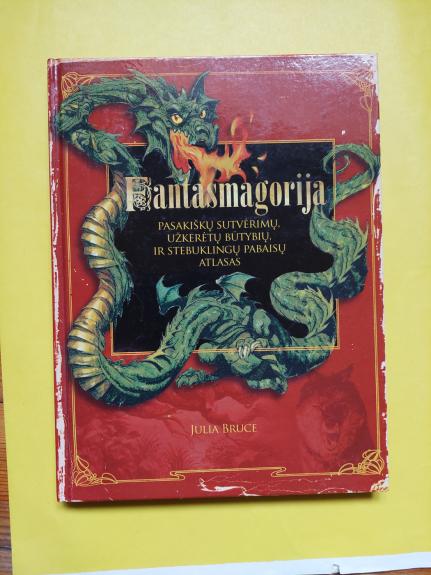 Fantasmagorija
PASAKIŠKŲ SUTVĖRIMŲ,
UŽKERĖTŲ BŪTYBIŲ,
IR STEBUKLINGŲ PABAISŲ
ATLASAS
JULIA BRUCE